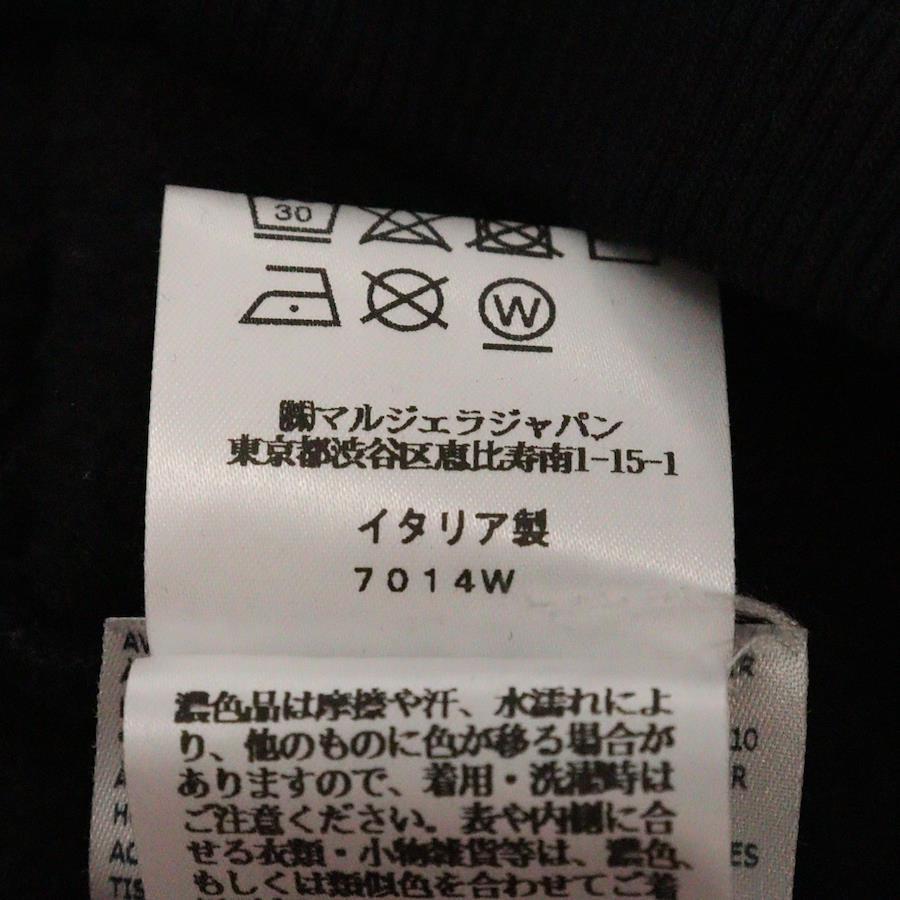 30
W
㈱マルジェラジャパン
東京都渋谷区恵比寿南1-15-1
イタリア製
7014W
濃色品は摩擦や汗、水濡れによ
り、他のものに色が移る場合が
ありますので、着用・洗濯時は
ご注意ください。表や内側に合
せる衣類・小物雑貨等は、濃色、
もしくは類似色を合わせてご着
10